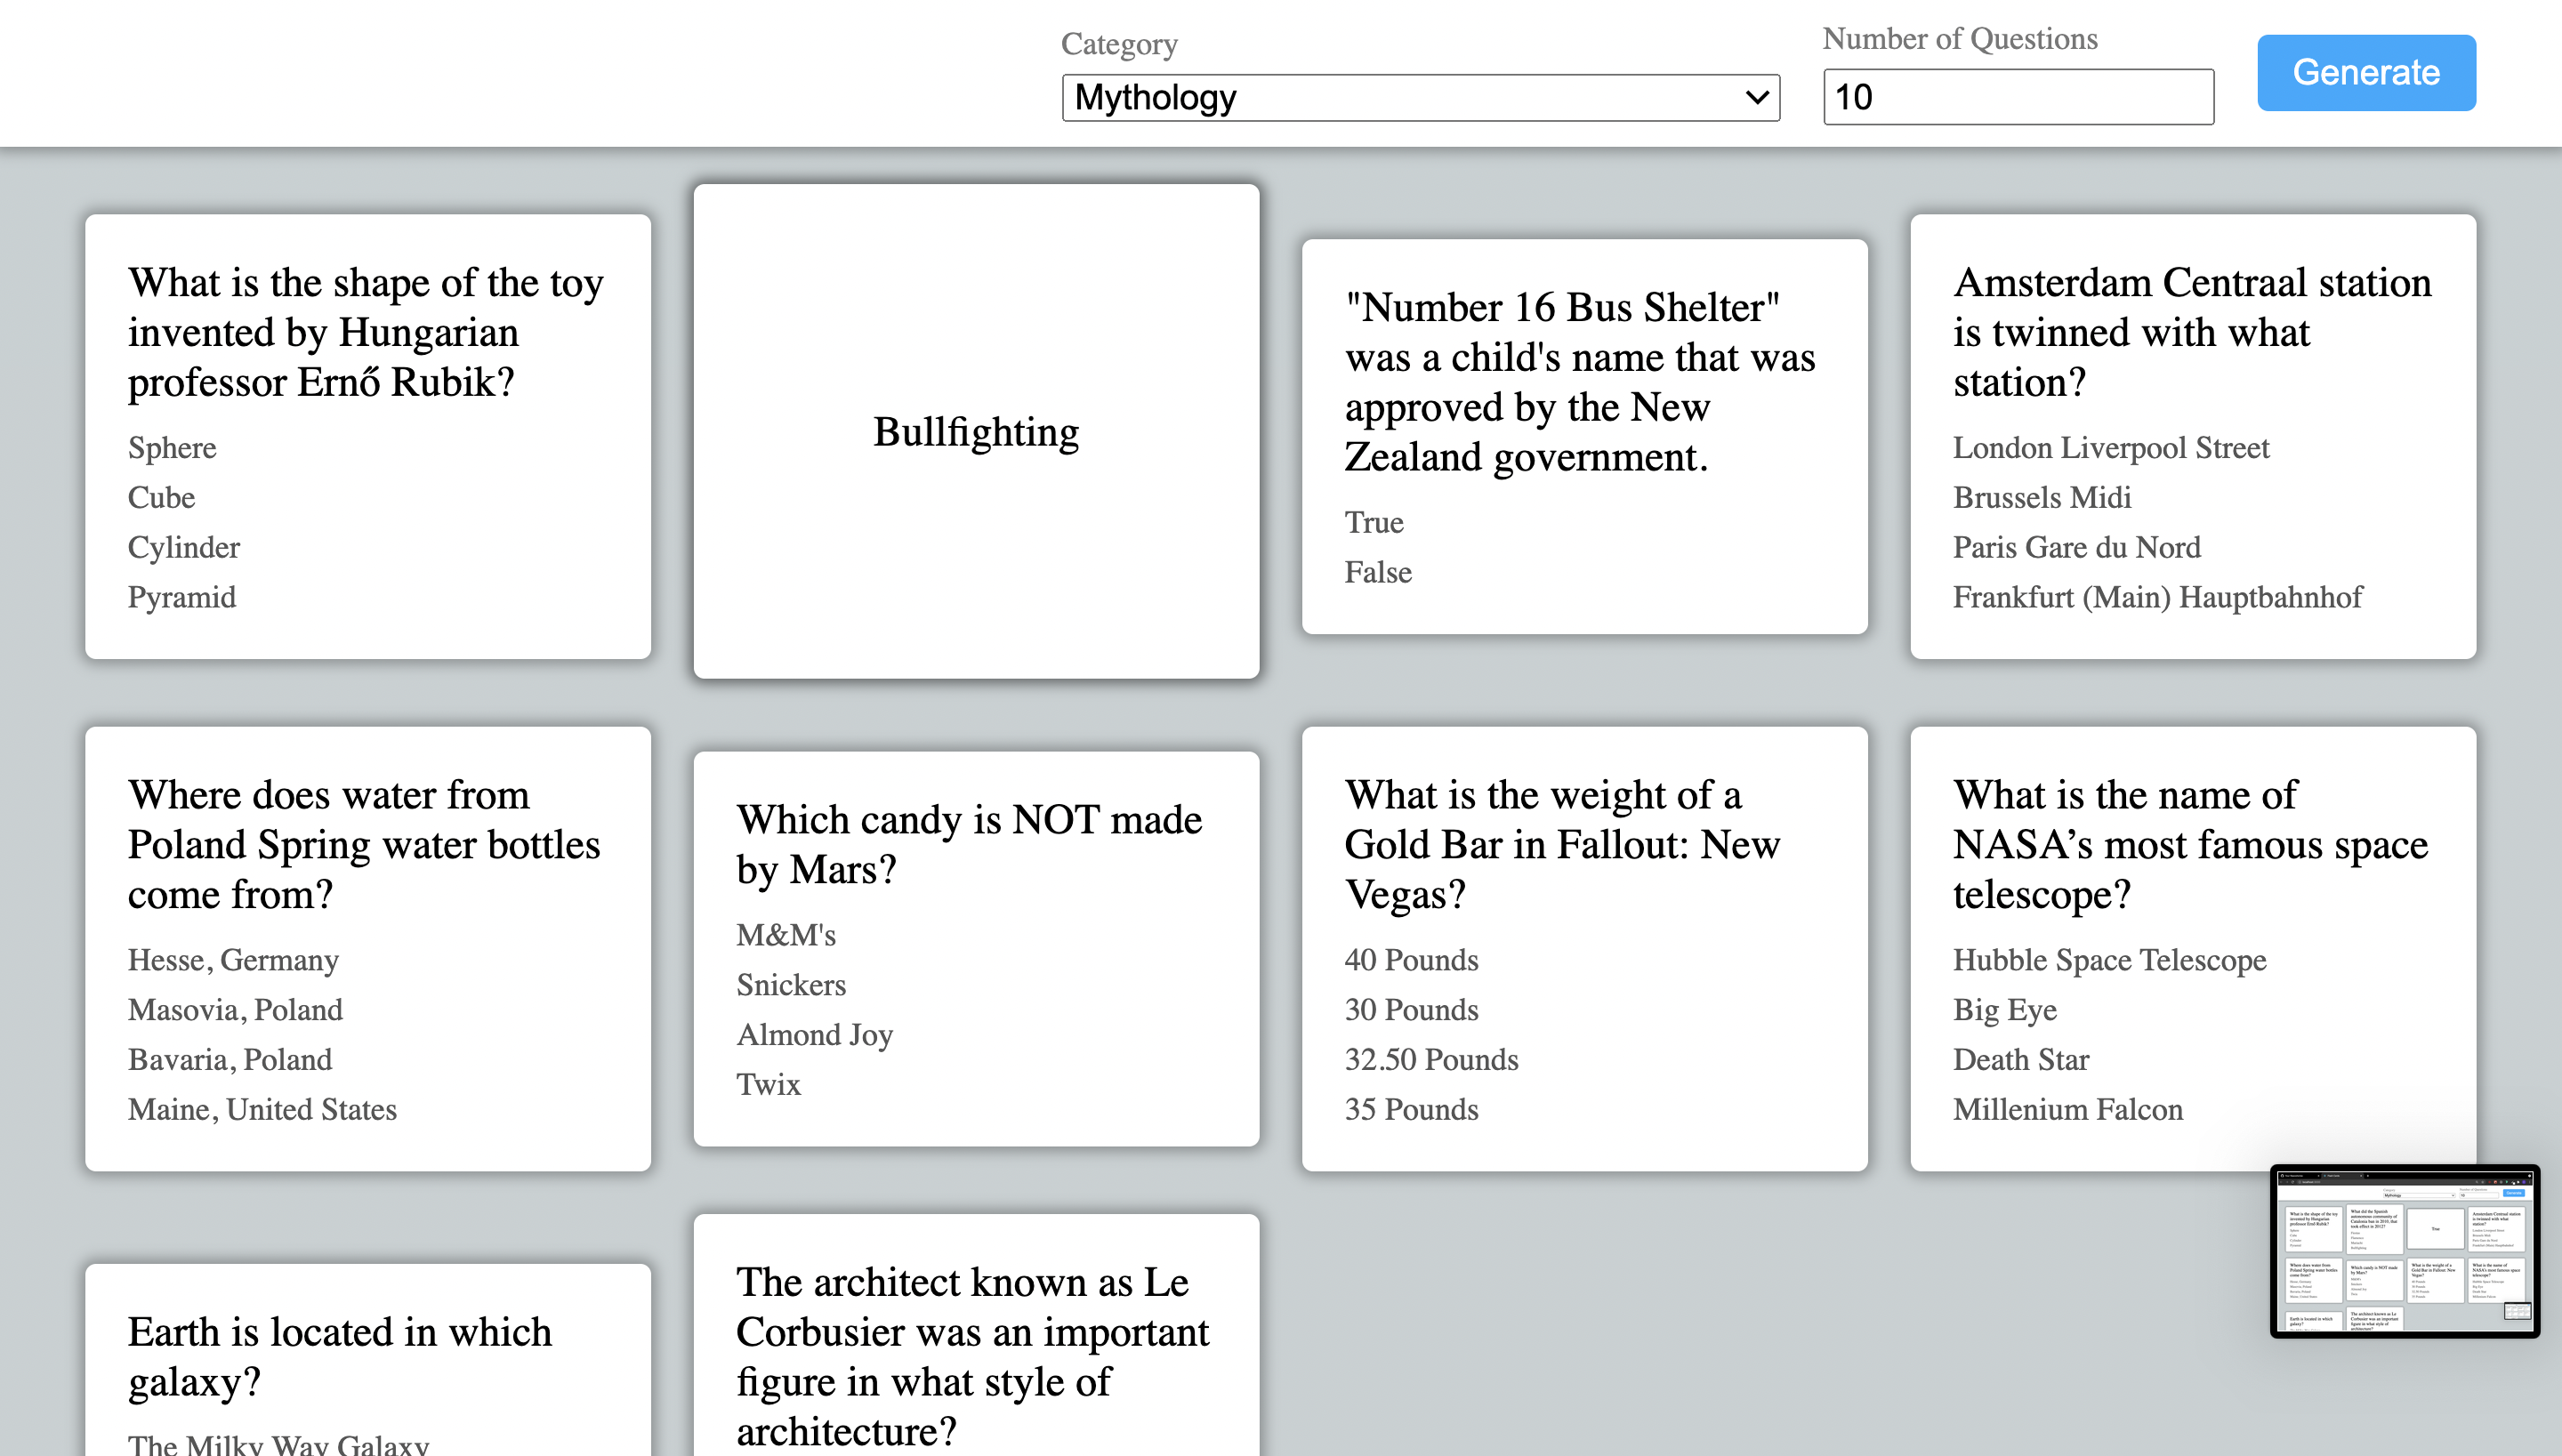 Category
Mythology
Number of Questions
10
Generate
What is the shape of the toy
invented by Hungarian
professor Ernő Rubik?
Sphere
Cube
Cylinder
Pyramid
Bullfighting
"Number 16 Bus Shelter"
was a child's name that was
approved by the New
Zealand government.
True
False
Amsterdam Centraal station
is twinned with what
station?
London Liverpool Street
Brussels Midi
Paris Gare du Nord
Frankfurt (Main) Hauptbahnhof
Where does water from
Poland Spring water bottles
come from?
Hesse, Germany
Masovia, Poland
Bavaria, Poland
Maine, United States
Which candy is NOT made
by Mars?
M&M's
Snickers
Almond Joy
Twix
What is the weight of a
Gold Bar in Fallout: New
Vegas?
40 Pounds
30 Pounds
32.50 Pounds
35 Pounds
What is the name of
NASA’s most famous space
telescope?
Hubble Space Telescope
Big Eye
Death Star
Millenium Falcon
Earth is located in which
galaxy?
The Milky Way Galaxy
The architect known as Le
Corbusier was an important
figure in what style of
architecture?